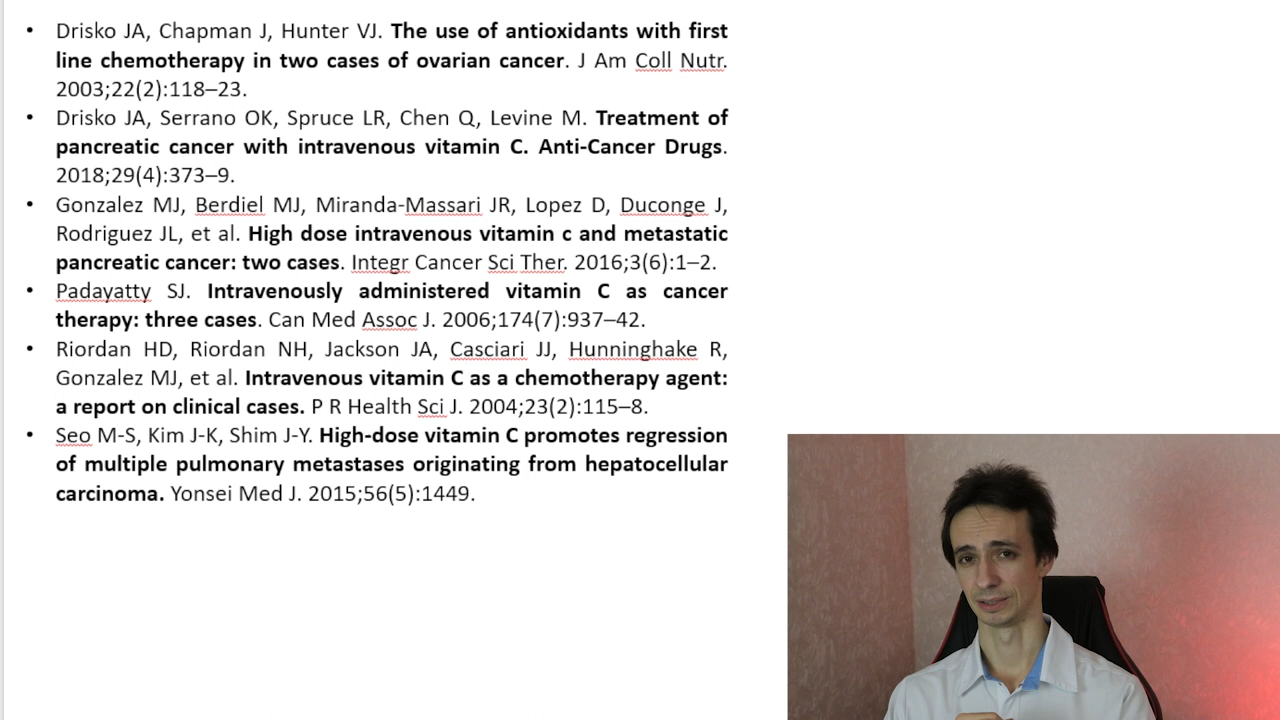 • Drisko JA, Chapman J, Hunter VJ. The use of antioxidants with first
line chemotherapy in two cases of ovarian cancer. J Am Coll Nutr.
2003;22(2):118–23.
• Drisko JA, Serrano OK, Spruce LR, Chen Q, Levine M. Treatment of
pancreatic cancer with intravenous vitamin C. Anti-Cancer Drugs.
2018;29(4):373–9.
• Gonzalez MJ, Berdiel MJ, Miranda-Massari JR, Lopez D, Duconge J,
Rodriguez JL, et al. High dose intravenous vitamin c and metastatic
pancreatic cancer: two cases. Integr Cancer Sci Ther. 2016;3(6):1–2.
• Padayatty SJ. Intravenously administered vitamin C as cancer
therapy: three cases. Can Med Assoc J. 2006;174(7):937–42.
• Riordan HD, Riordan NH, Jackson JA, Casciari JJ, Hunninghake R,
Gonzalez MJ, et al. Intravenous vitamin C as a chemotherapy agent:
a report on clinical cases. P R Health Sci J. 2004;23(2):115–8.
• Seo M-S, Kim J-K, Shim J-Y. High-dose vitamin C promotes regression
of multiple pulmonary metastases originating from hepatocellular
carcinoma. Yonsei Med J. 2015;56(5):1449.